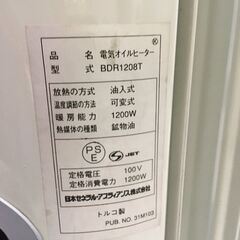 ®
品名 電気オイルヒーター
型式 BDR1208T
放熱の方式 油入式
温度調節の方法 可変式
暖房能力 1200W
熱媒体の種類 鉱物油
PS
E
JET
定格電圧 100V
定格消費電力 1200W
日本ゼネラル・アプライアンス株式会社
トルコ製
PUB. NO. 31M103